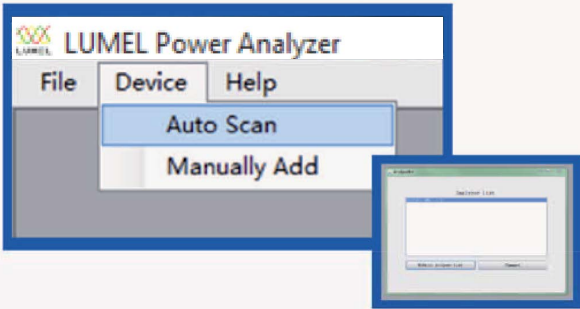 LUMEL
LUMEL Power Analyzer
File Device Help
Auto Scan
Manually Add